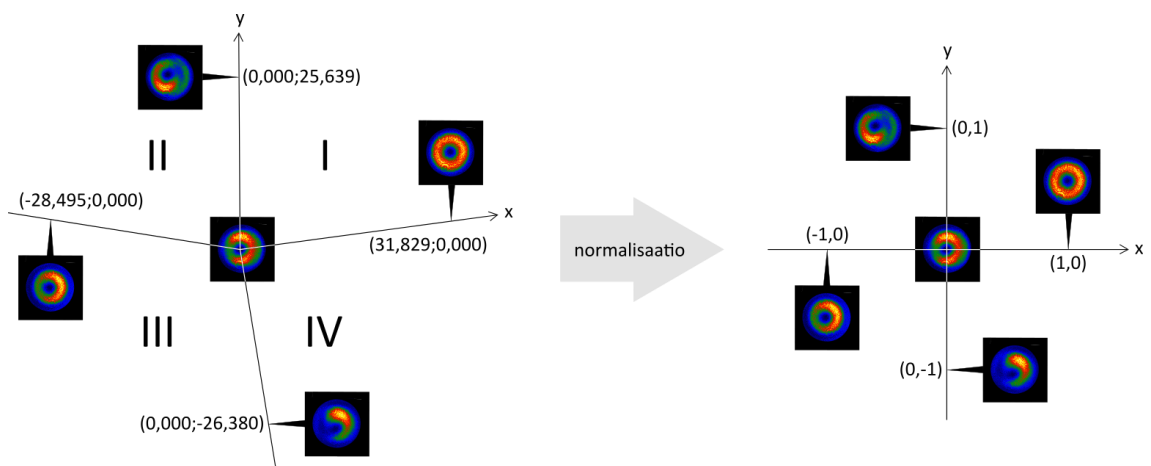 y
(0,000;25,639)
II
I
(-28,495;0,000)
x
(31,829;0,000)
III
IV
(0,000;-26,380)
normalisaatio
y
(0,1)
(-1,0)
x
(1,0)
(0,-1)